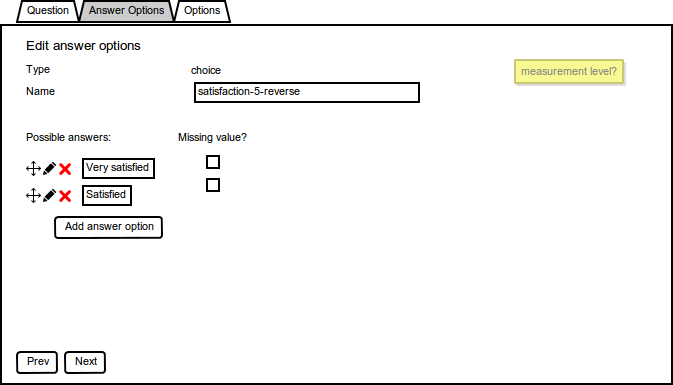 Question Answer Options Options
Edit answer options
Type choice measurement level?
Name satisfaction-5-reverse
Possible answers: Missing value?
Very satisfied
Satisfied
Add answer option
Prev Next